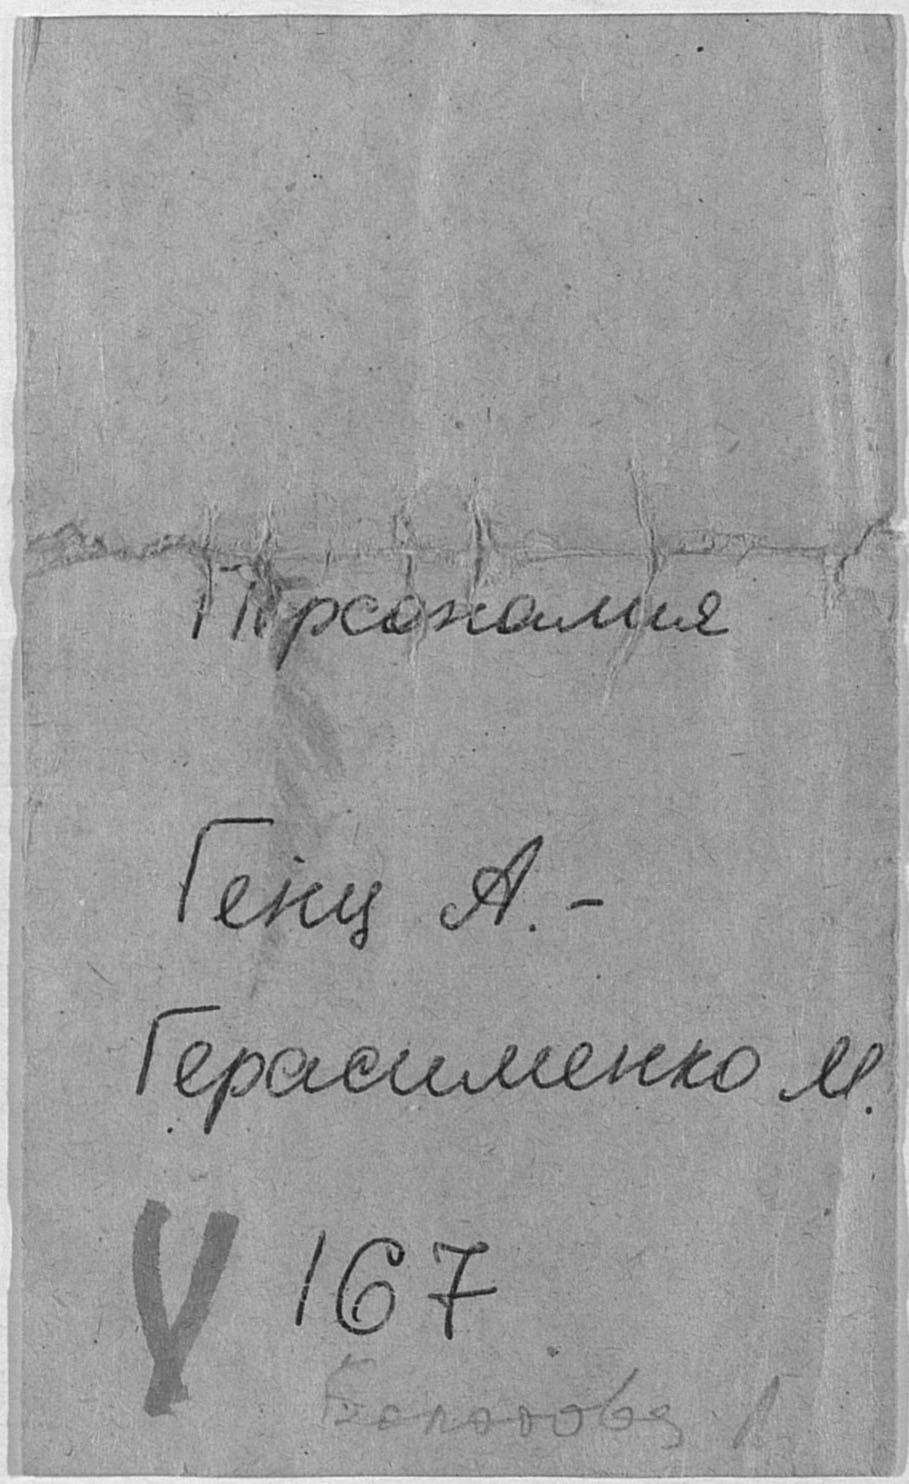 Персоналия
Генц А. -
Герасименко М.
V 167